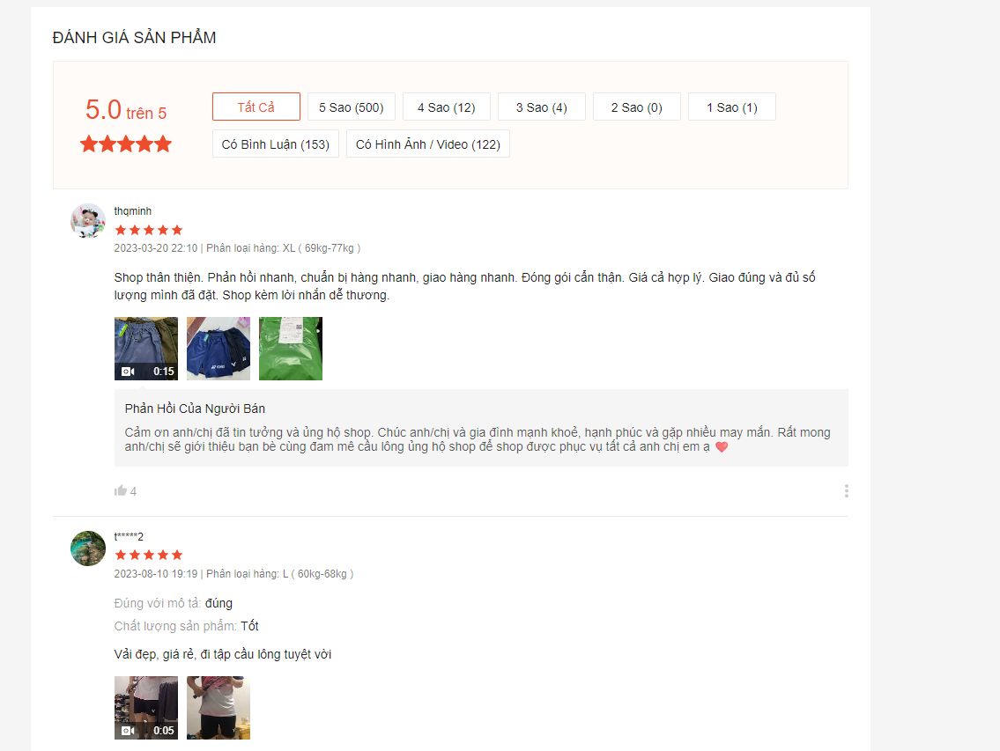 ĐÁNH GIÁ SẢN PHẨM
5.0 trên 5
Tất Cả
5 Sao (500)
4 Sao (12)
3 Sao (4)
2 Sao (0)
1 Sao (1)
Có Bình Luận (153)
Có Hình Ảnh / Video (122)
thqminh
2023-03-20 22:10 | Phân loại hàng: XL ( 69kg-77kg )
Shop thân thiện. Phản hồi nhanh, chuẩn bị hàng nhanh, giao hàng nhanh. Đóng gói cẩn thận. Giá cả hợp lý. Giao đúng và đủ số
lượng mình đã đặt. Shop kèm lời nhắn dễ thương.
0:15
Phản Hồi Của Người Bán
Cảm ơn anh/chị đã tin tưởng và ủng hộ shop. Chúc anh/chị và gia đình mạnh khoẻ, hạnh phúc và gặp nhiều may mắn. Rất mong
anh/chị sẽ giới thiệu bạn bè cùng đam mê cầu lông ủng hộ shop để shop được phục vụ tất cả anh chị em ạ ❤
4
t*****2
2023-08-10 19:19 | Phân loại hàng: L ( 60kg-68kg )
Đúng với mô tả: đúng
Chất lượng sản phẩm: Tốt
Vải đẹp, giá rẻ, đi tập cầu lông tuyệt vời
0:05